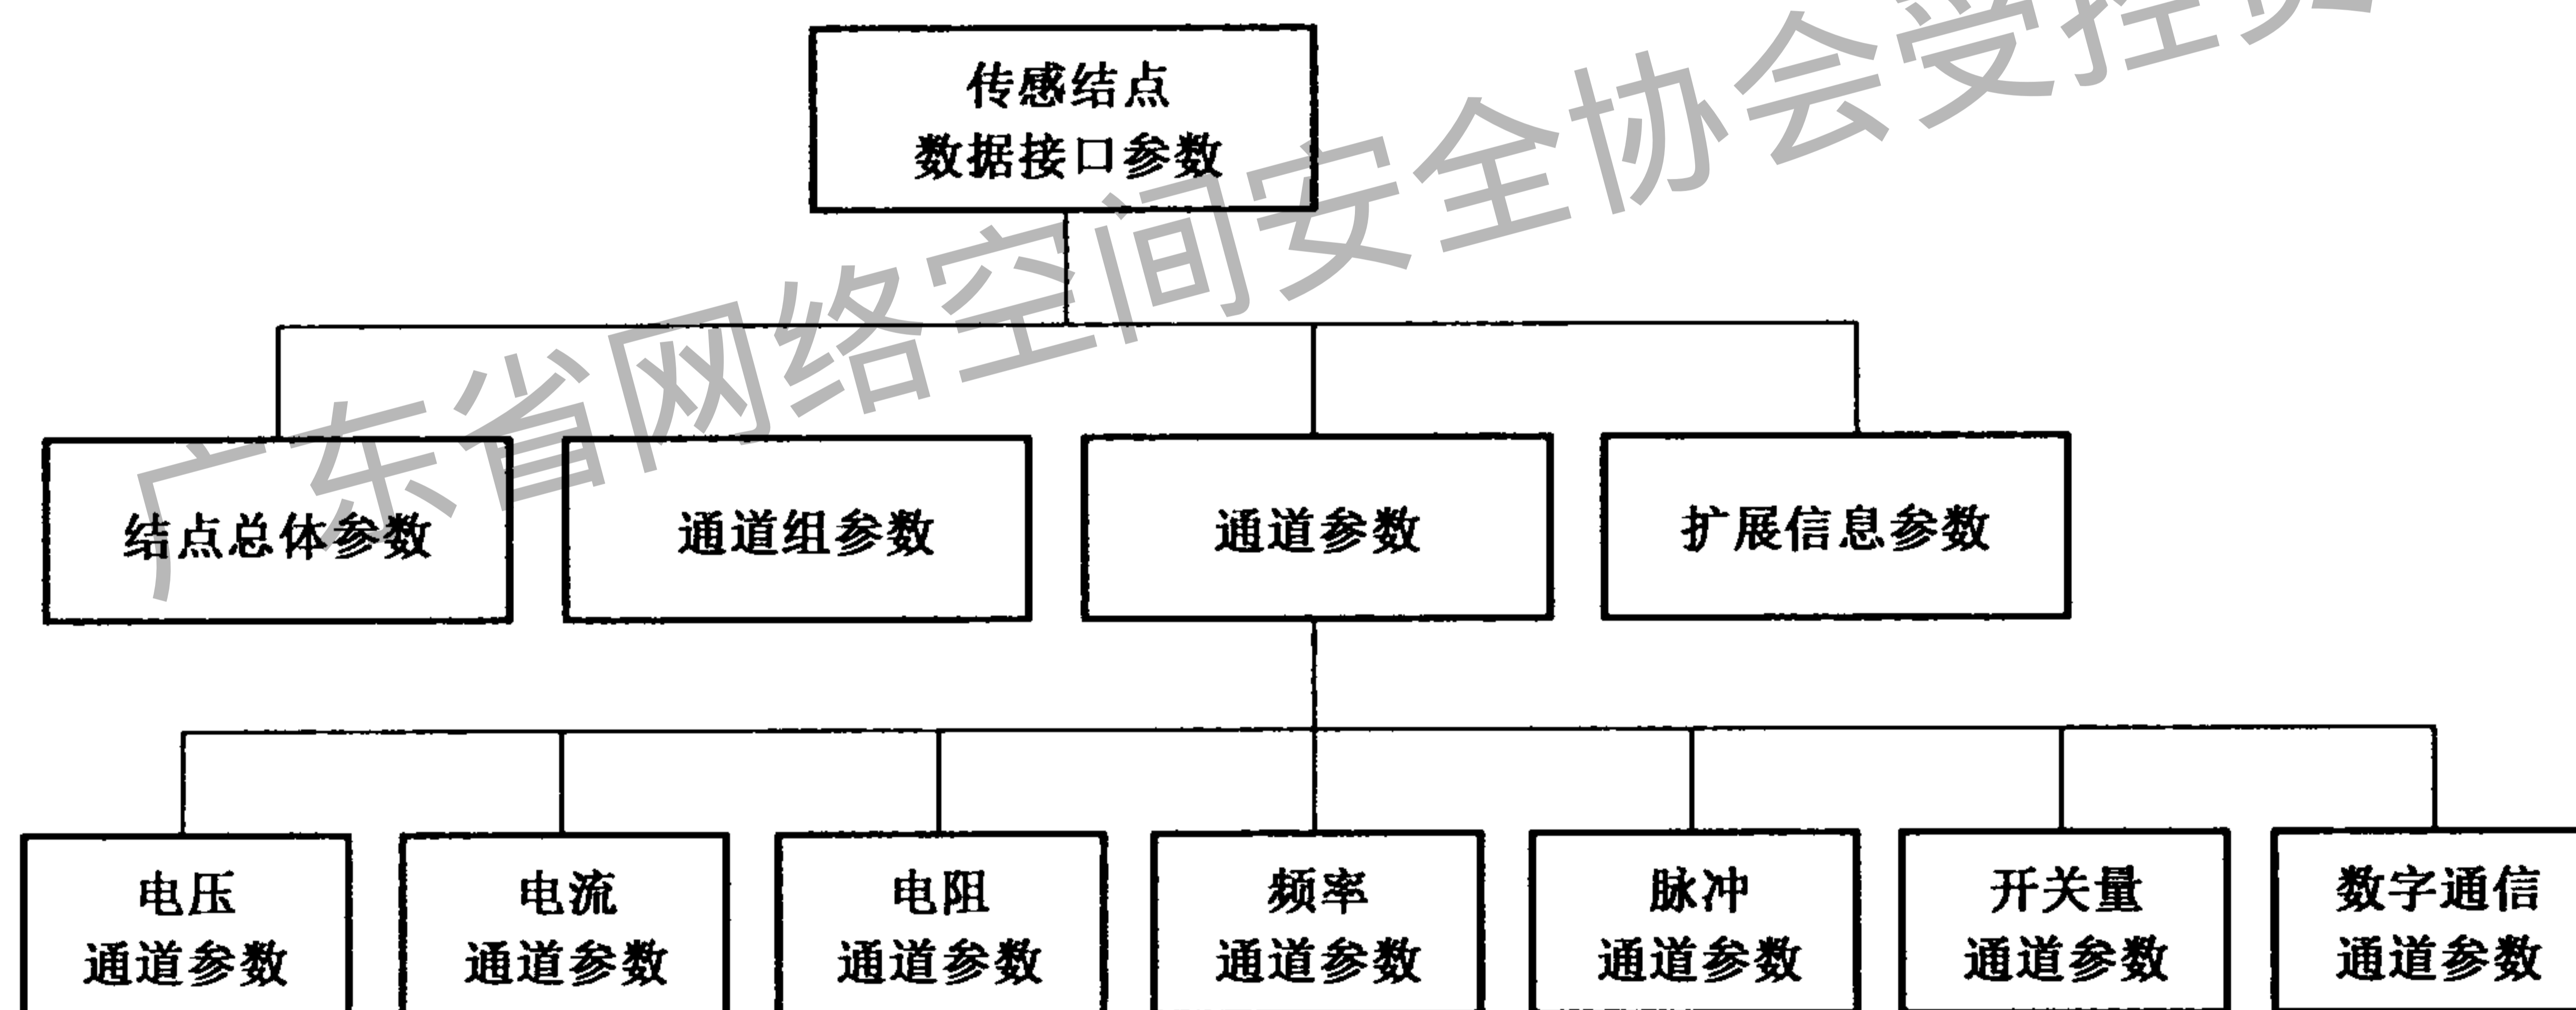 传感结点
数据接口参数
广东省网络空间安全协会受控
结点总体参数
通道组参数
通道参数
扩展信息参数
电压
通道参数
电流
通道参数
电阻
通道参数
频率
通道参数
脉冲
通道参数
开关量
通道参数
数字通信
通道参数